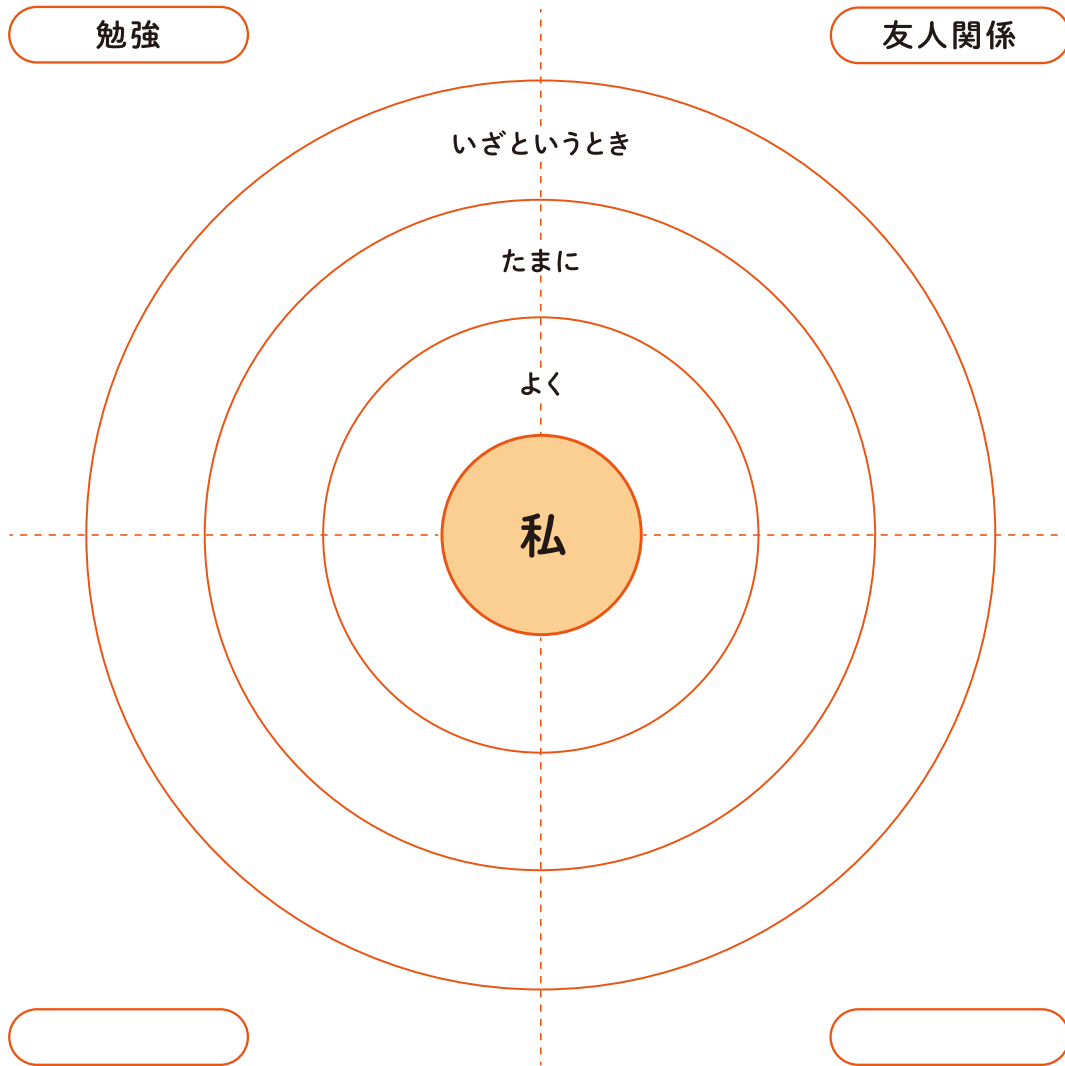 勉強
友人関係
いざというとき
たまに
よく
私